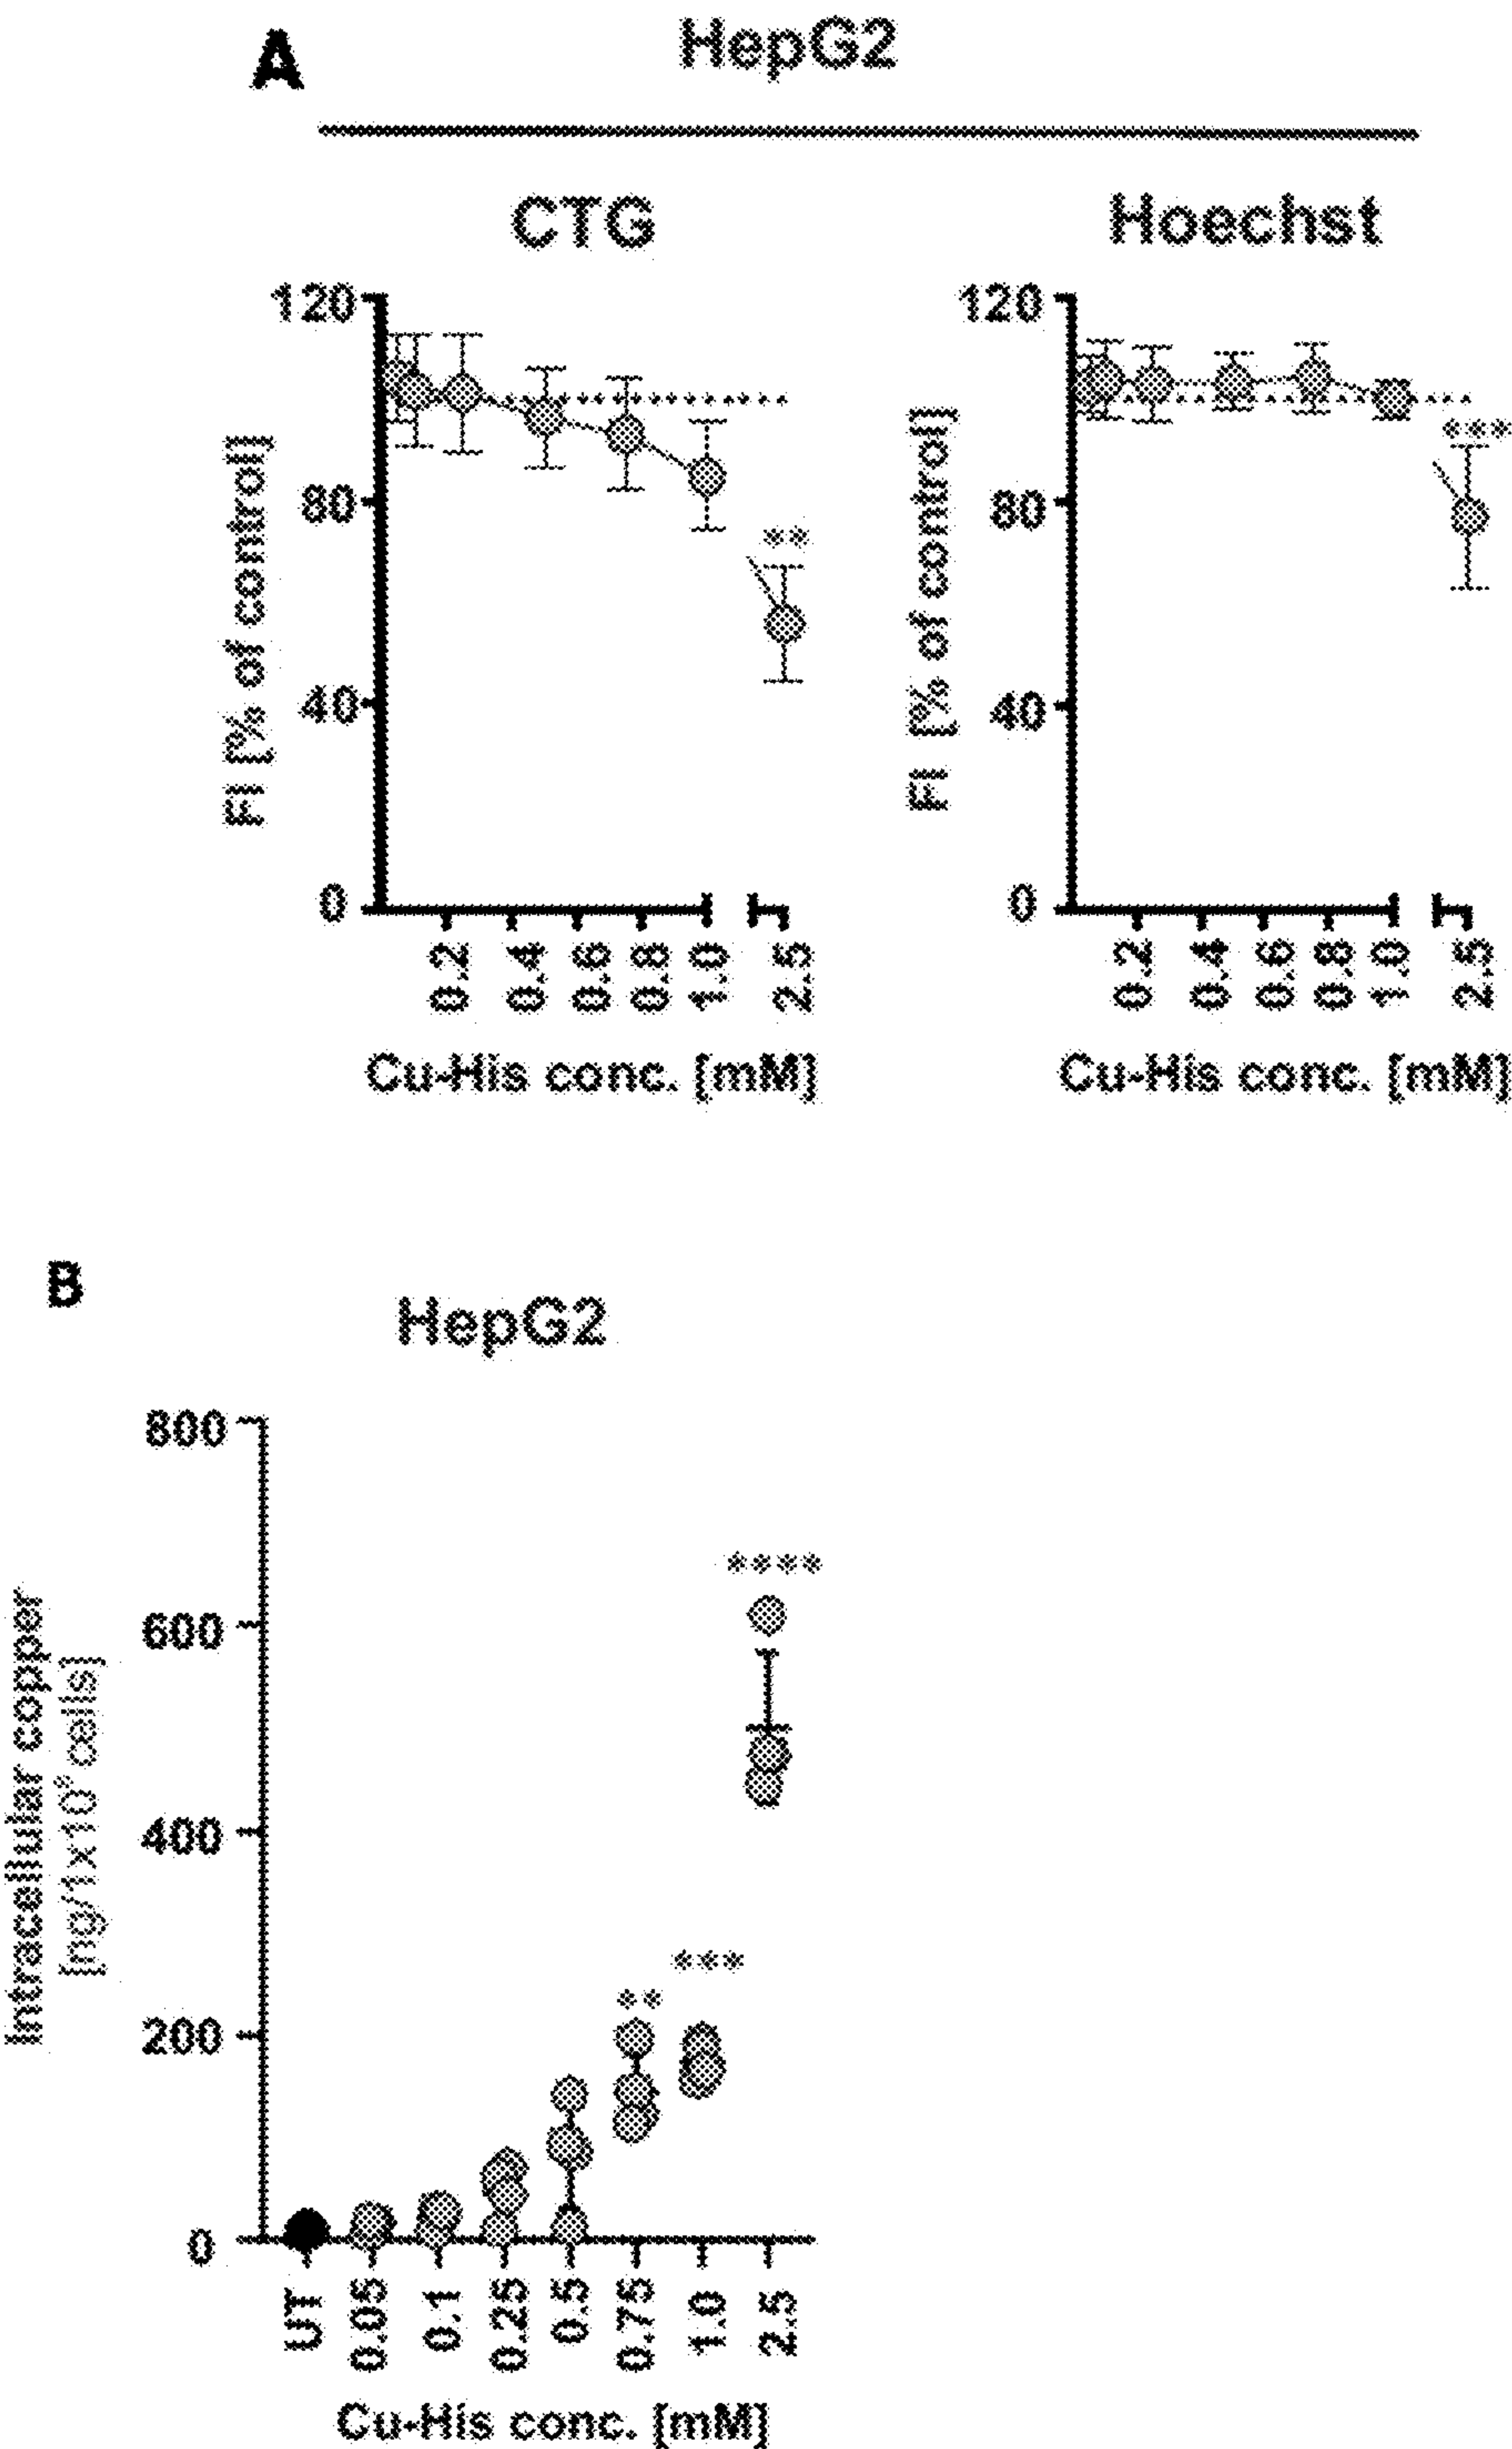 A
HepG2
CTG
Hoechst
120
80
40
0
FI [% of control]
**
0.2
0.4
0.6
0.8
1.0
2.5
Cu-His conc. [mM]
120
80
40
0
FI [% of control]
***
0.2
0.4
0.6
0.8
1.0
2.5
Cu-His conc. [mM]
B
HepG2
800
600
400
200
0
Intracellular copper
[ng/1x10 cells]
**
***
****
UT
0.05
0.1
0.25
0.5
0.75
1.0
2.5
Cu-His conc. [mM]